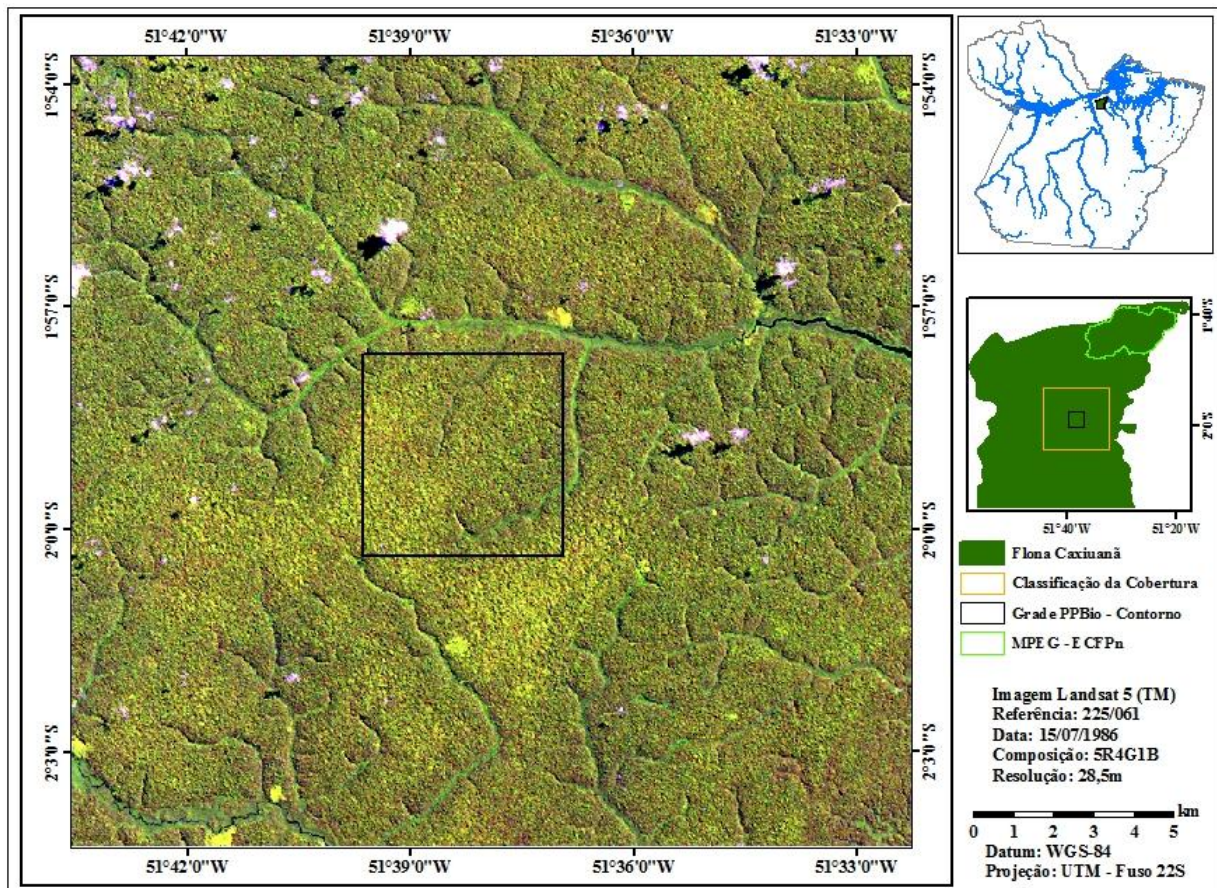 51°42'0"W 51°39'0"W 51°36'0"W 51°33'0"W
1°54'0"S
1°57'0"S
2°0'0"S
2°3'0"S
1°54'0"S
1°57'0"S
2°0'0"S
2°3'0"S
51°42'0"W 51°39'0"W 51°36'0"W 51°33'0"W
1°40'S
2°0'S
51°40'W 51°20'W
Flona Caxiuanã
Classificação da Cobertura
Grade PPBio - Contorno
MPEG - ECFPn
Imagem Landsat 5 (TM)
Referência: 225/061
Data: 15/07/1986
Composição: 5R4G1B
Resolução: 28,5m
km
0 1 2 3 4 5
Datum: WGS-84
Projeção: UTM - Fuso 22S